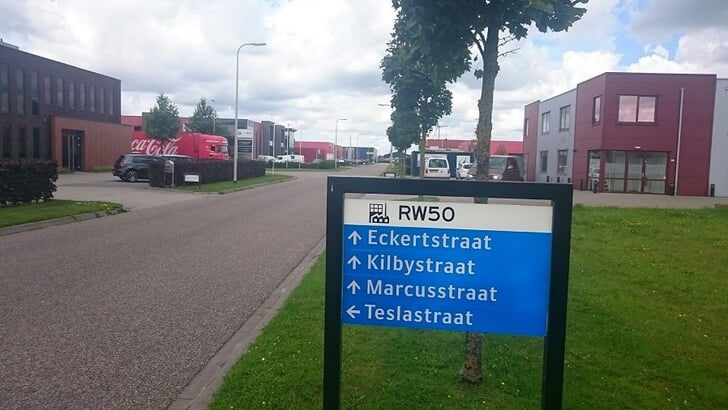 Coca-Cola
RW50
↑ Eckertstraat
↑ Kilbystraat
↑ Marcusstraat
← Teslastraat